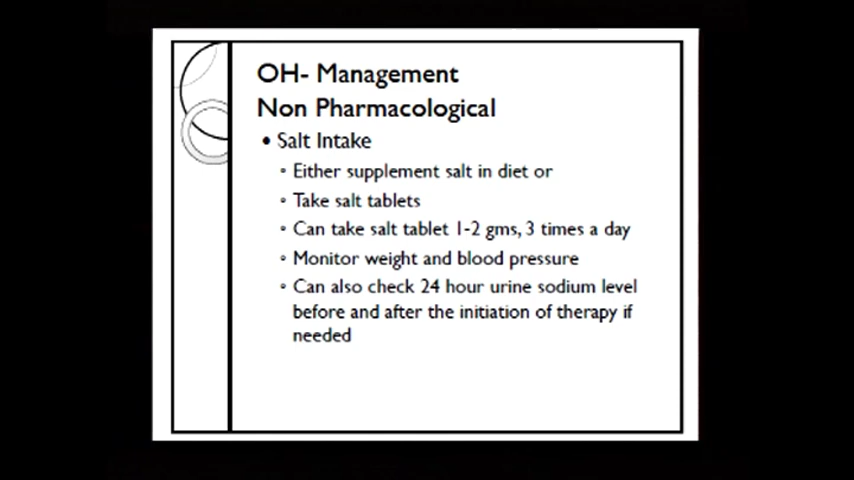 OH- Management
Non Pharmacological
• Salt Intake
◦ Either supplement salt in diet or
◦ Take salt tablets
◦ Can take salt tablet 1-2 gms, 3 times a day
◦ Monitor weight and blood pressure
◦ Can also check 24 hour urine sodium level
before and after the initiation of therapy if
needed